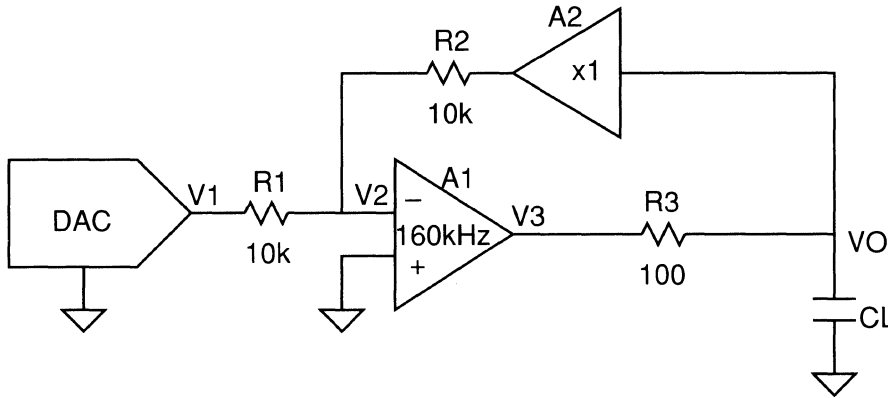 A2
R2
x1
10k
DAC
V1
R1
10k
V2
A1
−
160kHz
+
V3
R3
100
VO
CL